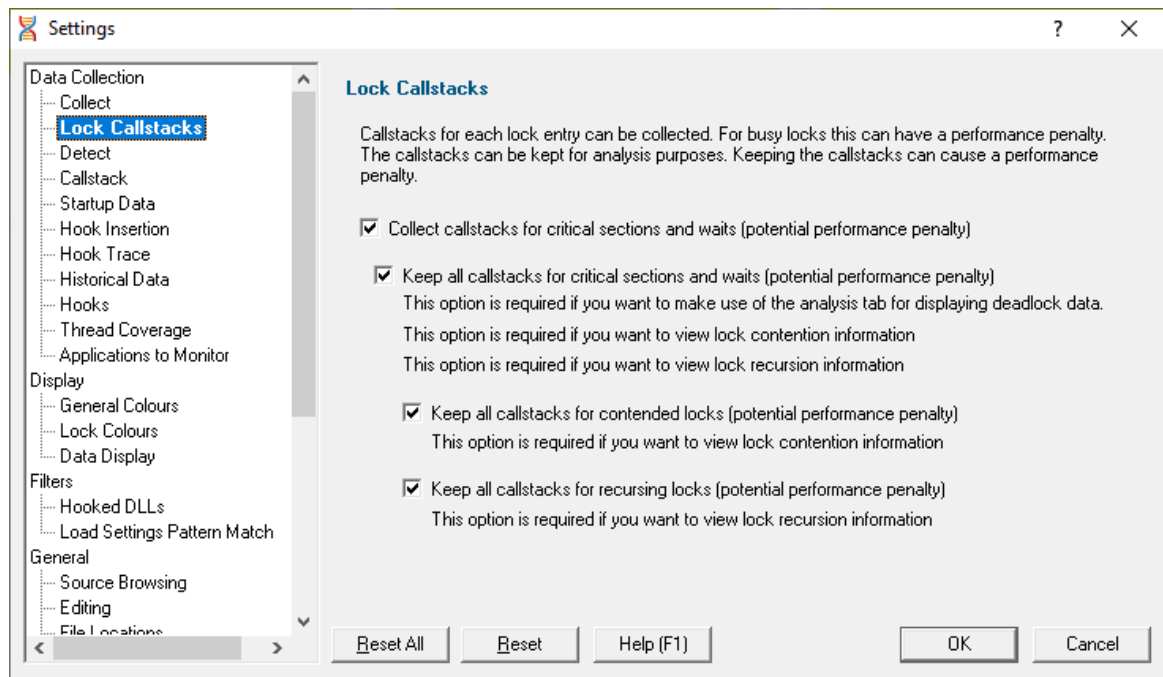 Settings
Data Collection
Collect
Lock Callstacks
Detect
Callstack
Startup Data
Hook Insertion
Hook Trace
Historical Data
Hooks
Thread Coverage
Applications to Monitor
Display
General Colours
Lock Colours
Data Display
Filters
Hooked DLLs
Load Settings Pattern Match
General
Source Browsing
Editing
File Locations
Lock Callstacks
Callstacks for each lock entry can be collected. For busy locks this can have a performance penalty.
The callstacks can be kept for analysis purposes. Keeping the callstacks can cause a performance
penalty.
Collect callstacks for critical sections and waits (potential performance penalty)
Keep all callstacks for critical sections and waits (potential performance penalty)
This option is required if you want to make use of the analysis tab for displaying deadlock data.
This option is required if you want to view lock contention information
This option is required if you want to view lock recursion information
Keep all callstacks for contended locks (potential performance penalty)
This option is required if you want to view lock contention information
Keep all callstacks for recursing locks (potential performance penalty)
This option is required if you want to view lock recursion information
Reset All
Reset
Help (F1)
OK
Cancel